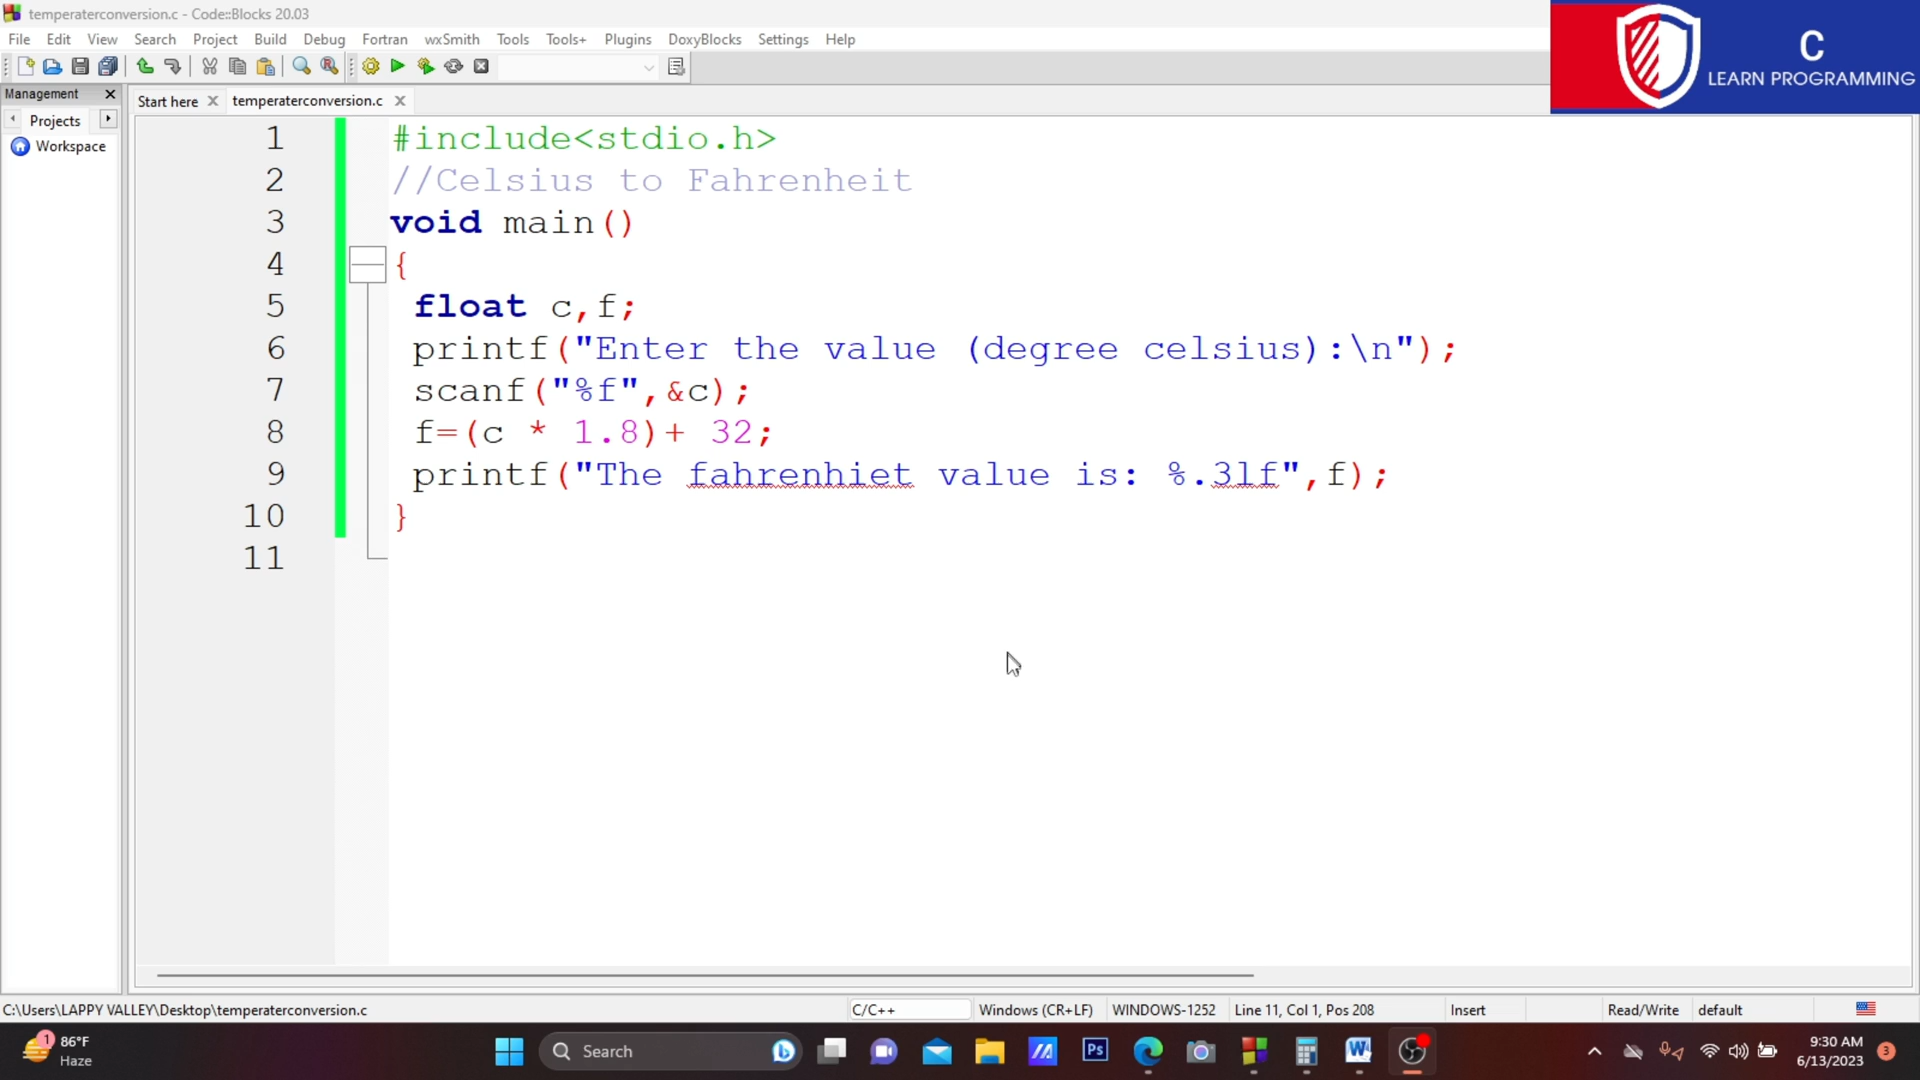 temperaterconversion.c - Code::Blocks 20.03
File Edit View Search Project Build Debug Fortran wxSmith Tools Tools+ Plugins DoxyBlocks Settings Help
C
LEARN PROGRAMMING
Management
Start here
temperaterconversion.c
Projects
Workspace
1 #include<stdio.h>
2 //Celsius to Fahrenheit
3 void main()
4 {
5 float c,f;
6 printf("Enter the value (degree celsius):\n");
7 scanf("%f",&c);
8 f=(c * 1.8)+ 32;
9 printf("The fahrenhiet value is: %.3lf",f);
10 }
11
C:\Users\LAPPY VALLEY\Desktop\temperaterconversion.c C/C++ Windows (CR+LF) WINDOWS-1252 Line 11, Col 1, Pos 208 Insert Read/Write default
1
86°F
Haze
Search
Ps
W
9:30 AM
6/13/2023
3